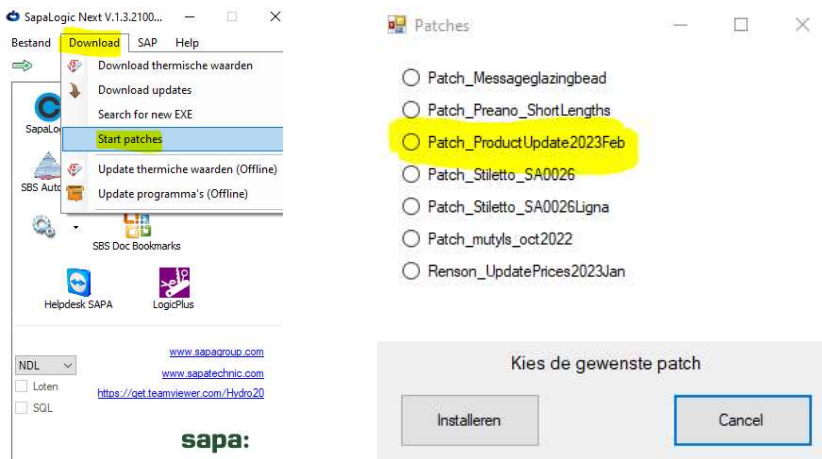 SapaLogic Next V.1.3.2100...
Bestand Download SAP Help
Download thermische waarden
Download updates
Search for new EXE
Start patches
Update thermiche waarden (Offline)
Update programma's (Offline)
SapaLo
SBS Auto
SBS Doc Bookmarks
Helpdesk SAPA
LogicPlus
NDL
Loten
SQL
www.sapagroup.com
www.sapatechnic.com
https://get.teamviewer.com/Hydro20
sapa:
Patches
Patch_Messageglazingbead
Patch_Preano_ShortLengths
Patch_ProductUpdate2023Feb
Patch_Stiletto_SA0026
Patch_Stiletto_SA0026Ligna
Patch_mutyls_oct2022
Renson_UpdatePrices2023Jan
Kies de gewenste patch
Installeren
Cancel